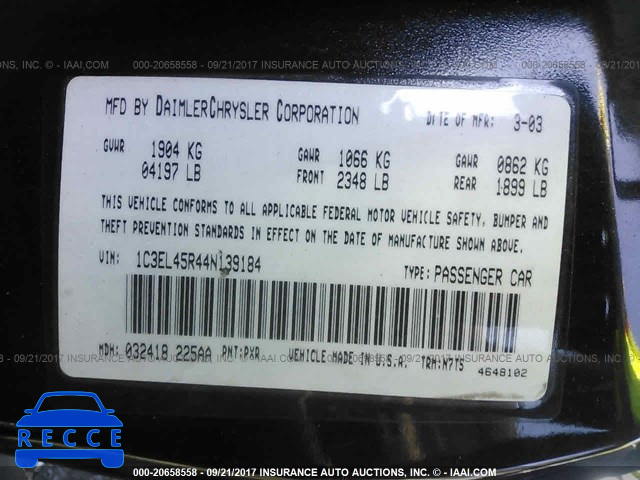 000-20658558 - 09/21/2017 INSURANCE AUTO AUCTIONS, INC. © - IAAI.COM
MFD BY DAIMLERCHRYSLER CORPORATION DATE OF MFR: 3-03
GVWR 1904 KG GAWR 1066 KG GAWR 0862 KG
04197 LB FRONT 2348 LB REAR 1899 LB
THIS VEHICLE CONFORMS TO ALL APPLICABLE FEDERAL MOTOR VEHICLE SAFETY, BUMPER AND
THEFT PREVENTION STANDARDS IN EFFECT ON THE DATE OF MANUFACTURE SHOWN ABOVE.
VIN: 1C3EL45R44N139184 TYPE: PASSENGER CAR
MDH: 032418 225AA PNT: PXR VEHICLE MADE IN U.S.A. TRM: N7T5
4648102
RECCE
000-20658558 - 09/21/2017 INSURANCE AUTO AUCTIONS, INC. © - IAAI.COM